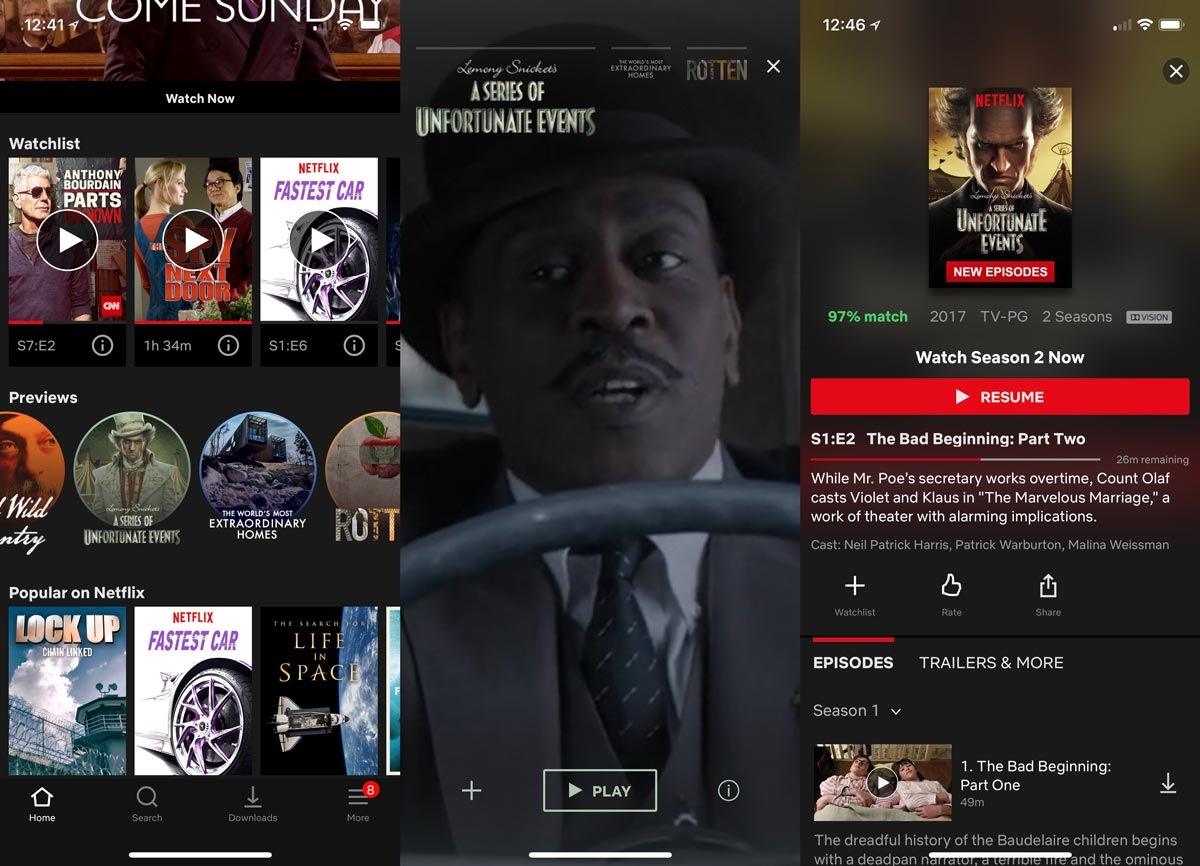 COME SUNDAY
12:41
Watch Now
Watchlist
ANTHONY
BOURDAIN
PARTS
UNKNOWN
CNN
S7:E2
THE
SPY
NEXT
DOOR
1h 34m
NETFLIX
FASTEST CAR
S1:E6
S
Previews
Wild
ntry
Lemony Snicket's
A SERIES OF
UNFORTUNATE EVENTS
THE WORLD'S MOST
EXTRAORDINARY
HOMES
ROTT
Popular on Netflix
LOCK UP
CHAIN LINKED
NETFLIX
FASTEST CAR
THE SEARCH FOR
LIFE
IN
SPACE
F
Home
Search
Downloads
8
More
Lemony Snicket's
A SERIES OF
UNFORTUNATE EVENTS
THE WORLD'S MOST
EXTRAORDINARY
HOMES
ROTTEN
PLAY
12:46
NETFLIX
Lemony Snicket's
A SERIES OF
UNFORTUNATE
EVENTS
NEW EPISODES
97% match 2017 TV-PG 2 Seasons VISION
Watch Season 2 Now
RESUME
S1:E2 The Bad Beginning: Part Two
26m remaining
While Mr. Poe's secretary works overtime, Count Olaf
casts Violet and Klaus in "The Marvelous Marriage," a
work of theater with alarming implications.
Cast: Neil Patrick Harris, Patrick Warburton, Malina Weissman
Watchlist
Rate
Share
EPISODES TRAILERS & MORE
Season 1
1. The Bad Beginning:
Part One
49m
The dreadful history of the Baudelaire children begins
with a deadpan narrator, a terrible fire and the ominous